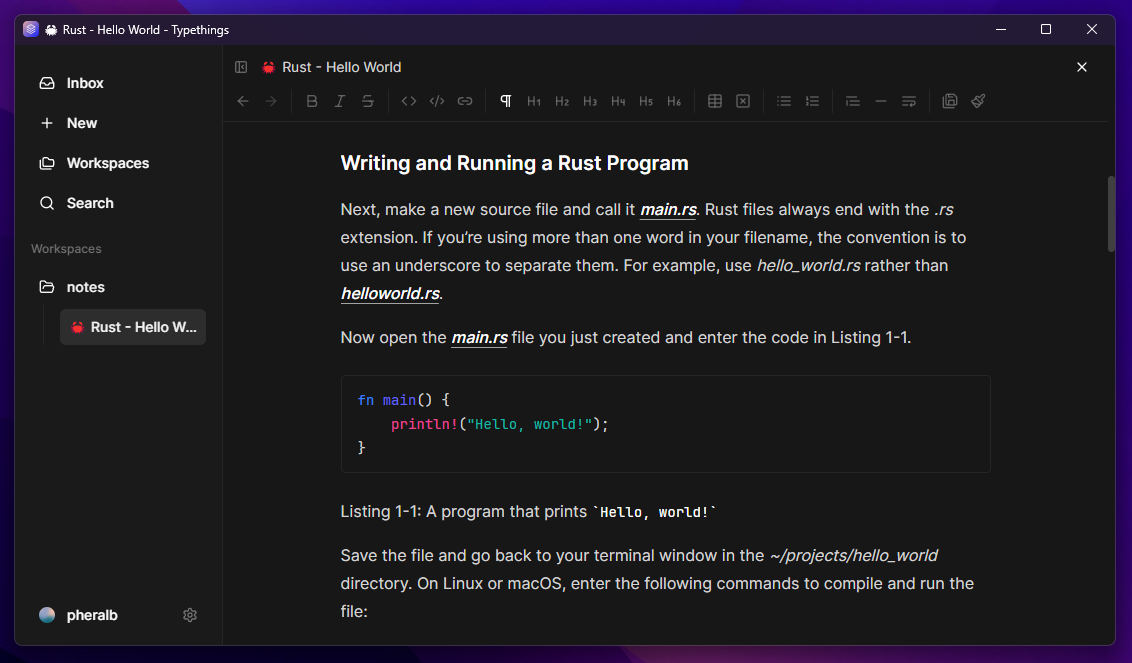 🦀 Rust - Hello World - Typethings
🦀 Rust - Hello World
Inbox
New
Workspaces
Search
Workspaces
notes
🦀 Rust - Hello W...
pheralb
B I S </> ¶ H1 H2 H3 H4 H5 H6
Writing and Running a Rust Program
Next, make a new source file and call it main.rs. Rust files always end with the .rs
extension. If you’re using more than one word in your filename, the convention is to
use an underscore to separate them. For example, use hello_world.rs rather than
helloworld.rs.
Now open the main.rs file you just created and enter the code in Listing 1-1.
fn main() {
    println!("Hello, world!");
}
Listing 1-1: A program that prints `Hello, world!`
Save the file and go back to your terminal window in the ~/projects/hello_world
directory. On Linux or macOS, enter the following commands to compile and run the
file: